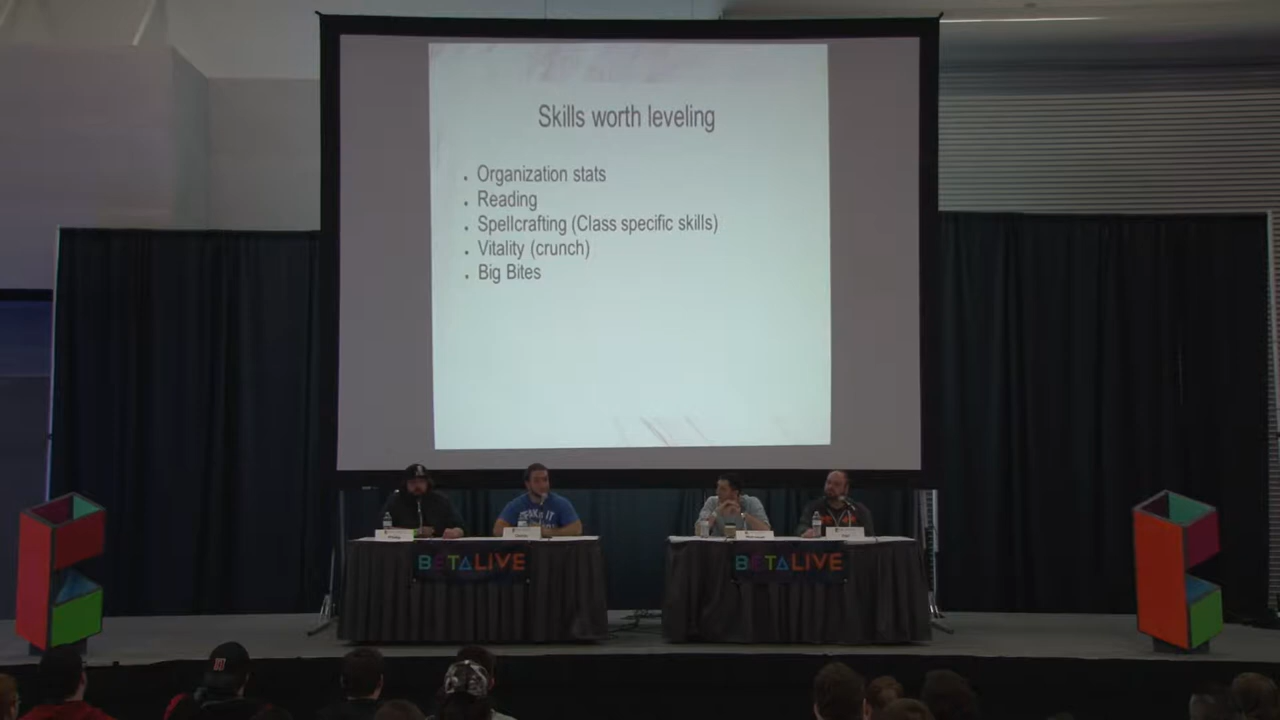 Skills worth leveling
. Organization stats
. Reading
. Spellcrafting (Class specific skills)
. Vitality (crunch)
. Big Bites
BETALIVE
BETALIVE